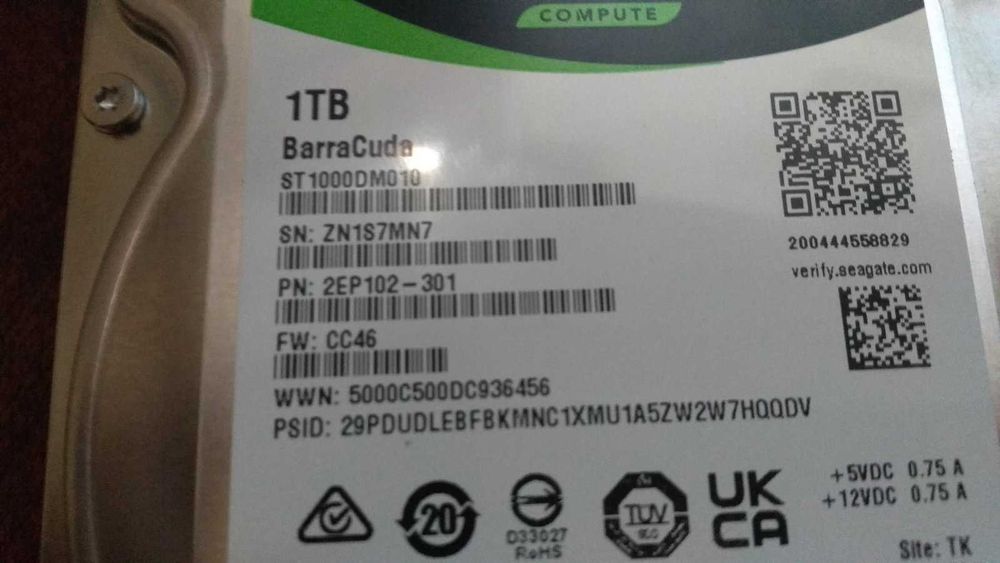 COMPUTE
1TB
BarraCuda
ST1000DM010
SN: ZN1S7MN7
PN: 2EP102-301
FW: CC46
WWN: 5000C500DC936456
PSID: 29PDUDLEBFBKMNC1XMU1A5ZW2W7HQQDV
200444558829
verify.seagate.com
20
D33027
RoHS
TUV
UK
CA
+5VDC 0.75 A
+12VDC 0.75 A
Site: TK